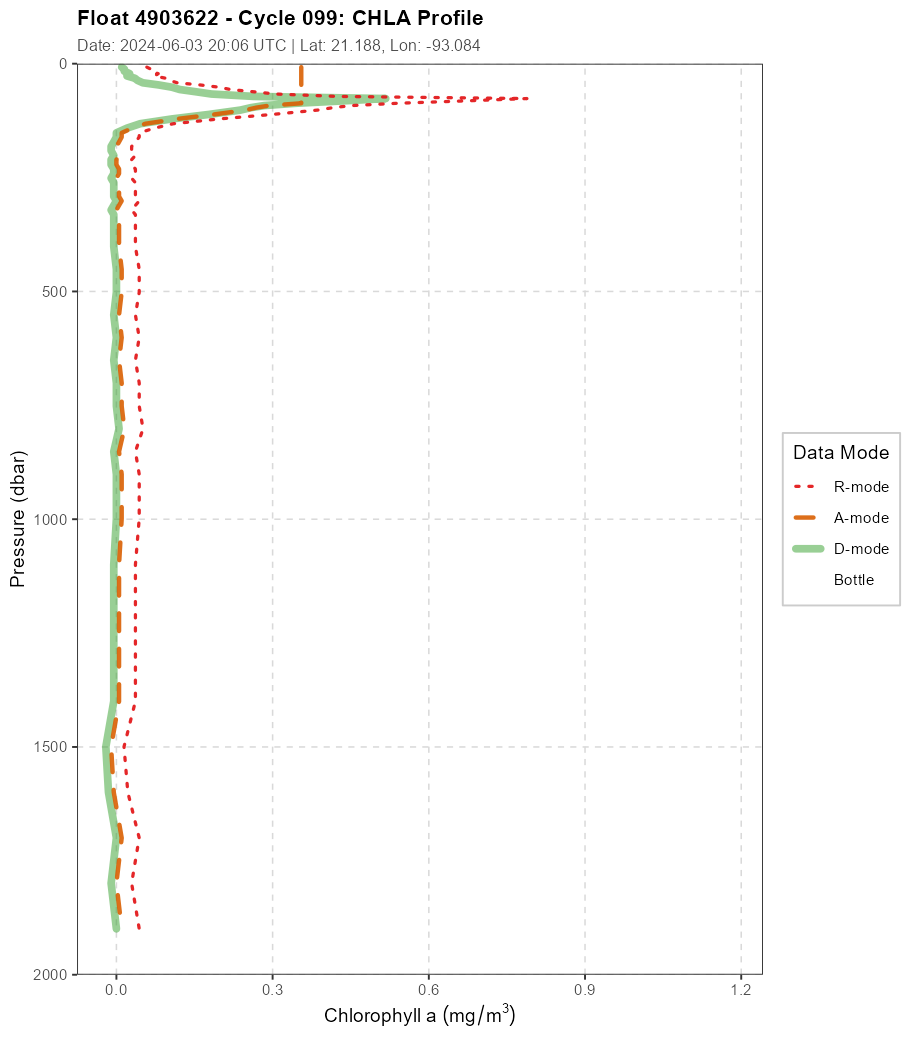 Float 4903622 - Cycle 099: CHLA Profile
Date: 2024-06-03 20:06 UTC | Lat: 21.188, Lon: -93.084
0
500
1000
1500
2000
Pressure (dbar)
0.0 0.3 0.6 0.9 1.2
Chlorophyll a (mg/m³)
Data Mode
R-mode
A-mode
D-mode
Bottle